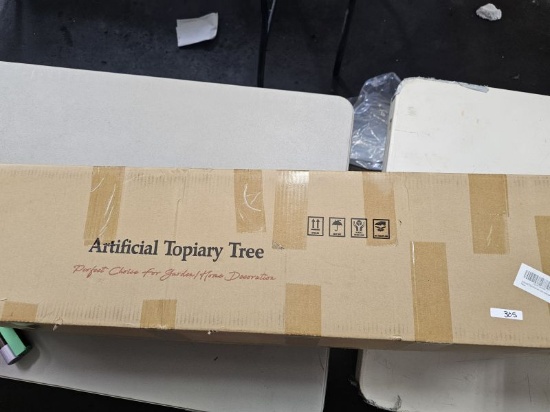 Artificial Topiary Tree
Perfect Choice For Garden/Home Decoration
305